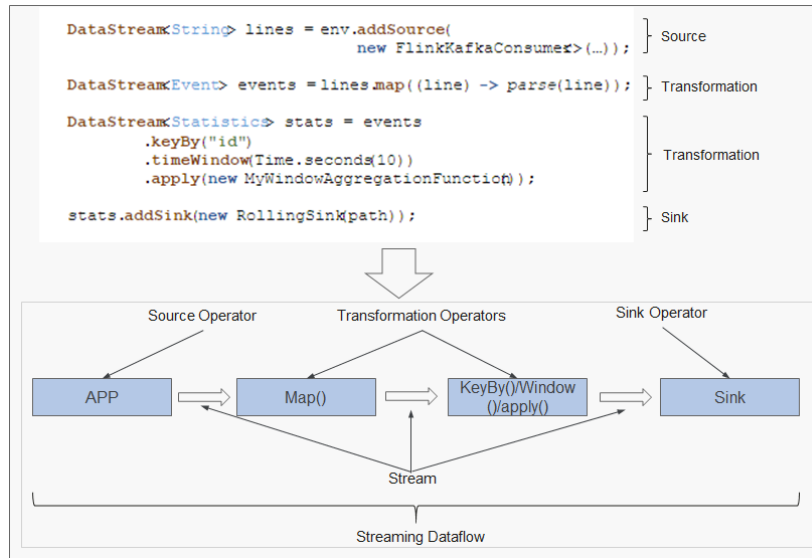 DataStream<String> lines = env.addSource(
new FlinkKafkaConsumer<>(…));
Source
DataStream<Event> events = lines.map((line) -> parse(line));
Transformation
DataStream<Statistics> stats = events
.keyBy("id")
.timeWindow(Time.seconds(10))
.apply(new MyWindowAggregationFunction());
Transformation
stats.addSink(new RollingSink(path));
Sink
Source Operator
Transformation Operators
Sink Operator
APP
Map()
KeyBy()/Window
()/apply()
Sink
Stream
Streaming Dataflow